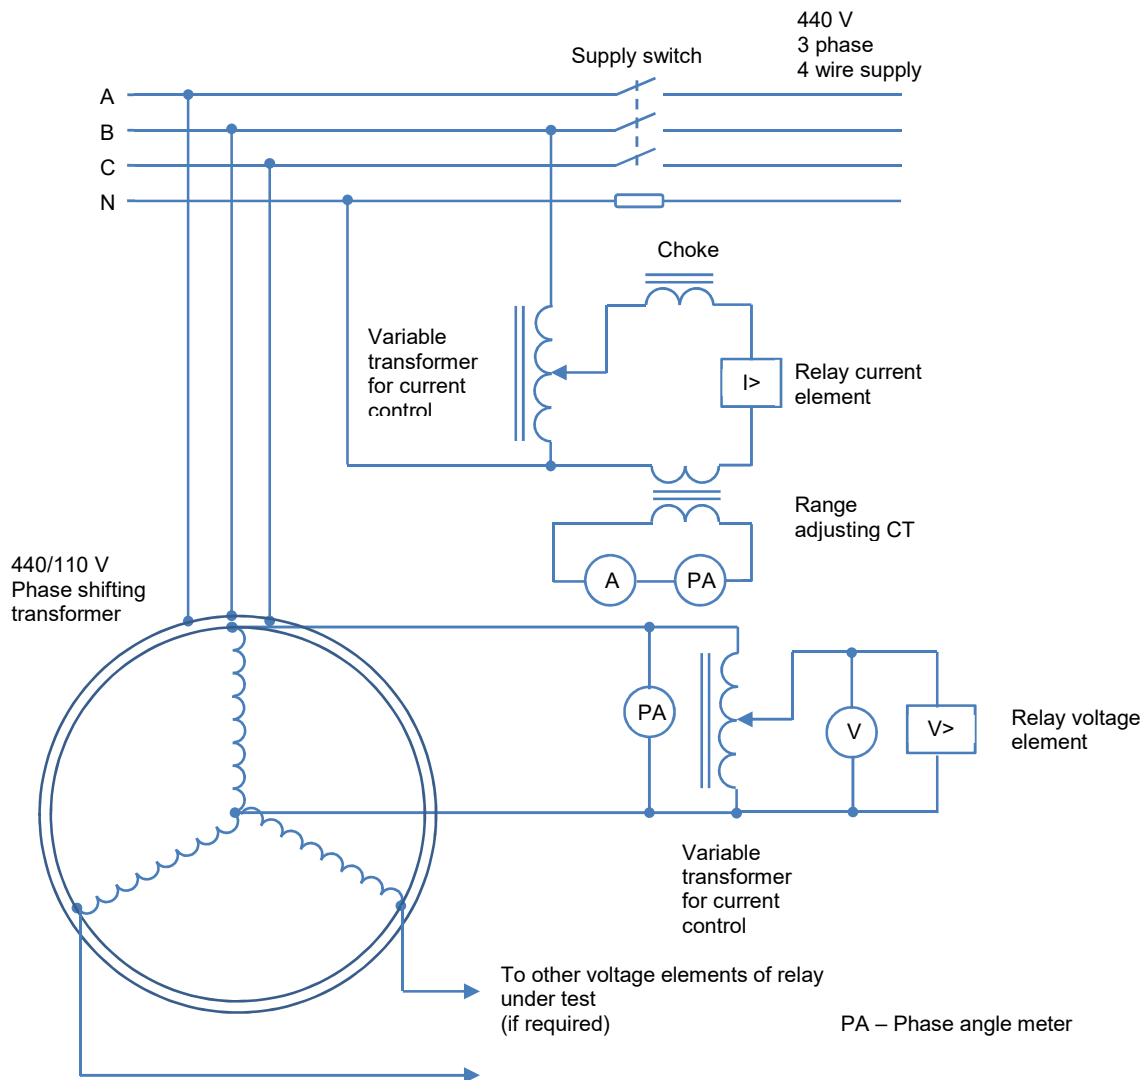 440 V
3 phase
4 wire supply
Supply switch
A
B
C
N
Choke
Variable
transformer
for current
control
I>
Relay current
element
Range
adjusting CT
A
PA
440/110 V
Phase shifting
transformer
PA
V
V>
Relay voltage
element
Variable
transformer
for current
control
To other voltage elements of relay
under test
(if required)
PA – Phase angle meter